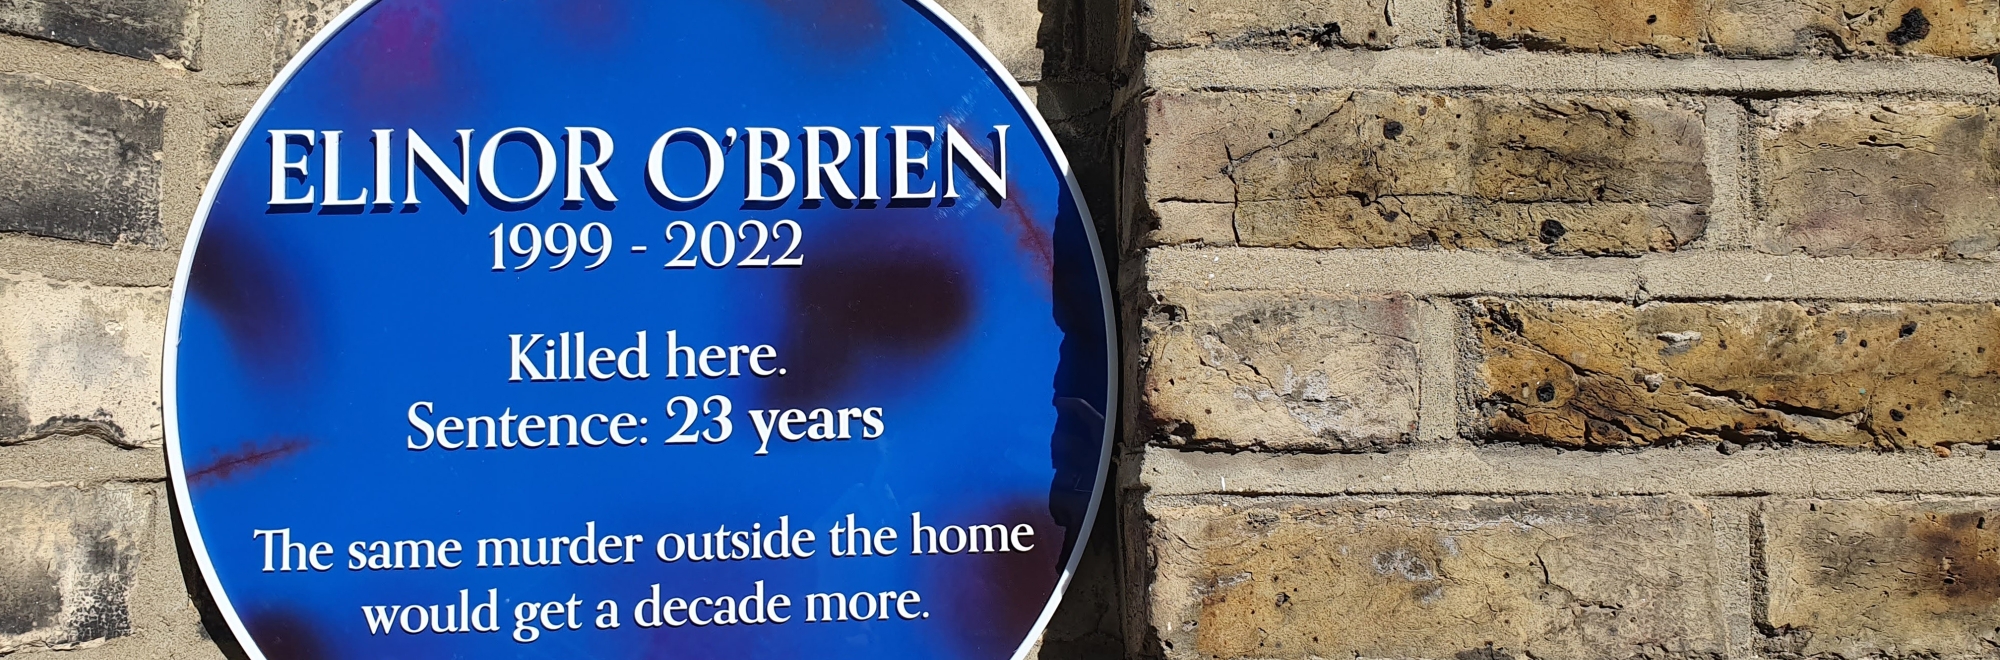 ELINOR O'BRIEN
1999 - 2022
Killed here.
Sentence: 23 years
The same murder outside the home
would get a decade more.